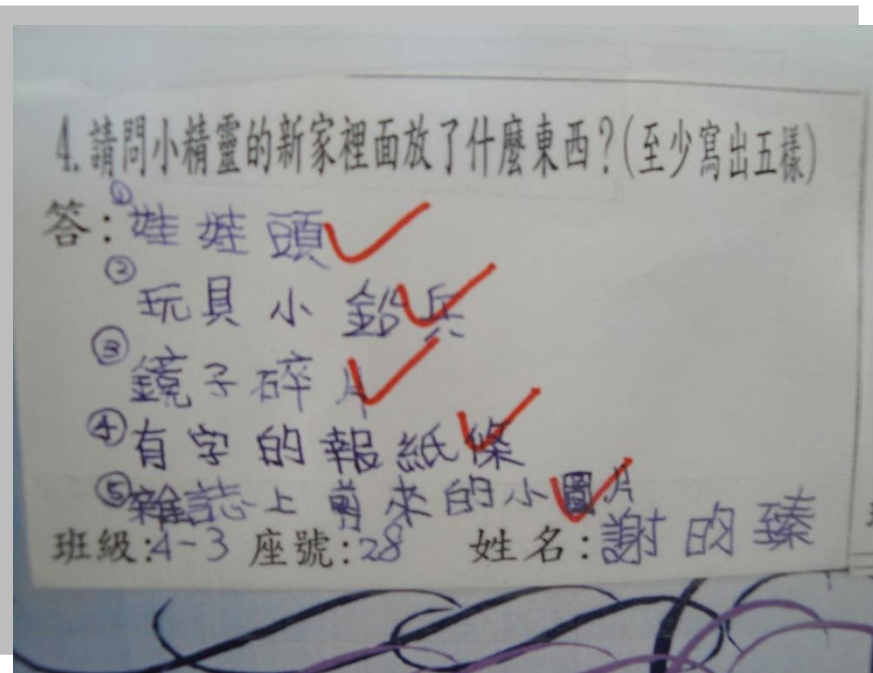 4.請問小精靈的新家裡面放了什麼東西?(至少寫出五樣)
答:①娃娃頭
②玩具小鉛兵
③鏡子碎片
④有字的報紙條
⑤雜誌上剪來的小圖片
班級:4-3 座號:28 姓名:謝昀臻